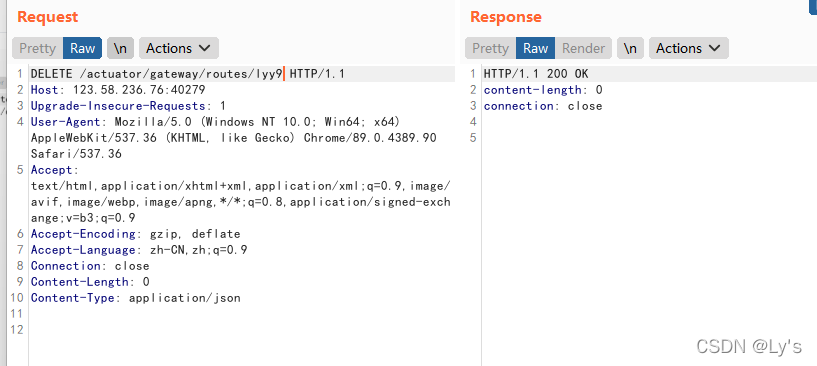 Request
Response
Pretty Raw \n Actions
Pretty Raw Render \n Actions
1 DELETE /actuator/gateway/routes/lyy9 HTTP/1.1
2 Host: 123.58.236.76:40279
3 Upgrade-Insecure-Requests: 1
4 User-Agent: Mozilla/5.0 (Windows NT 10.0; Win64; x64)
AppleWebKit/537.36 (KHTML, like Gecko) Chrome/89.0.4389.90
Safari/537.36
5 Accept:
text/html,application/xhtml+xml,application/xml;q=0.9,image/
avif,image/webp,image/apng,*/*;q=0.8,application/signed-exch
ange;v=b3;q=0.9
6 Accept-Encoding: gzip, deflate
7 Accept-Language: zh-CN,zh;q=0.9
8 Connection: close
9 Content-Length: 0
10 Content-Type: application/json
11
12
1 HTTP/1.1 200 OK
2 content-length: 0
3 connection: close
4
5
CSDN @Ly's